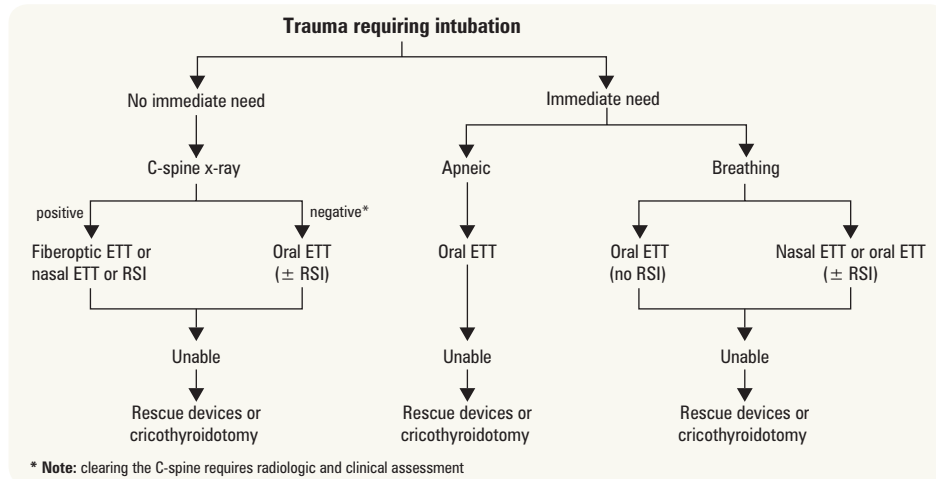 Trauma requiring intubation
No immediate need
Immediate need
C-spine x-ray
Apneic
Breathing
positive
negative*
Fiberoptic ETT or
nasal ETT or RSI
Oral ETT
(± RSI)
Oral ETT
Oral ETT
(no RSI)
Nasal ETT or oral ETT
(± RSI)
Unable
Unable
Unable
Rescue devices or
cricothyroidotomy
Rescue devices or
cricothyroidotomy
Rescue devices or
cricothyroidotomy
* Note: clearing the C-spine requires radiologic and clinical assessment